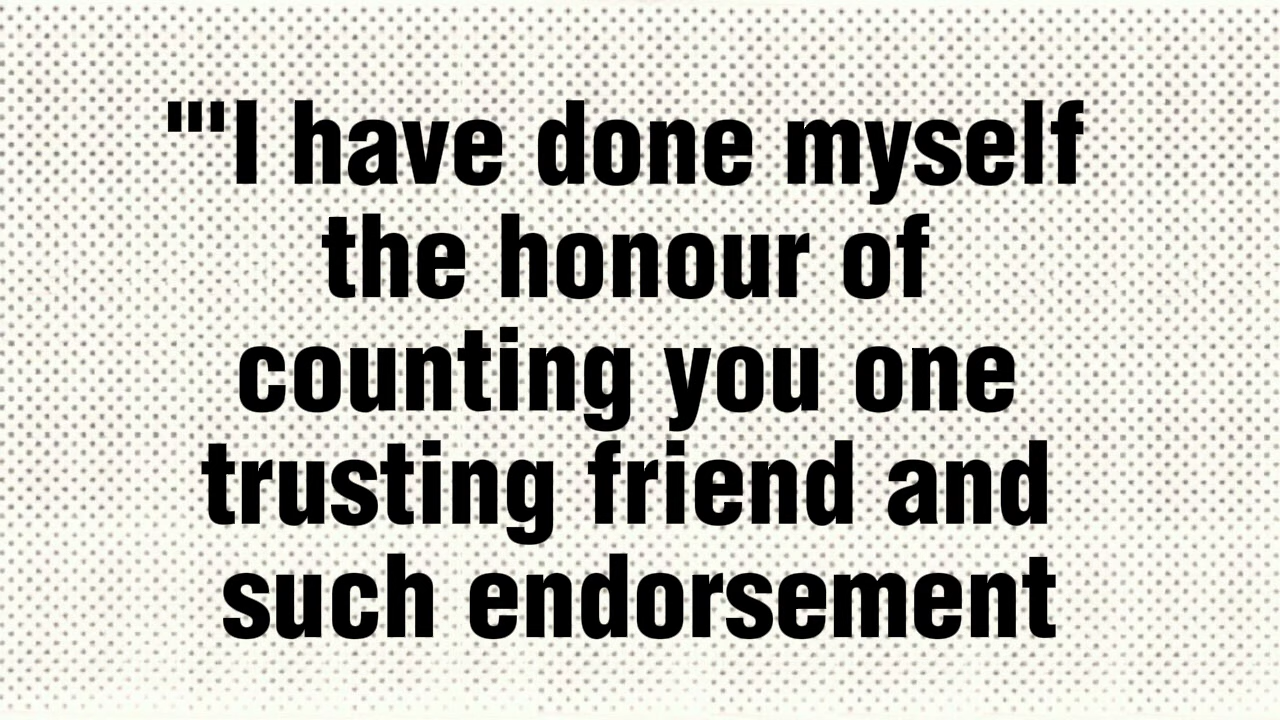 "'I have done myself
the honour of
counting you one
trusting friend and
such endorsement